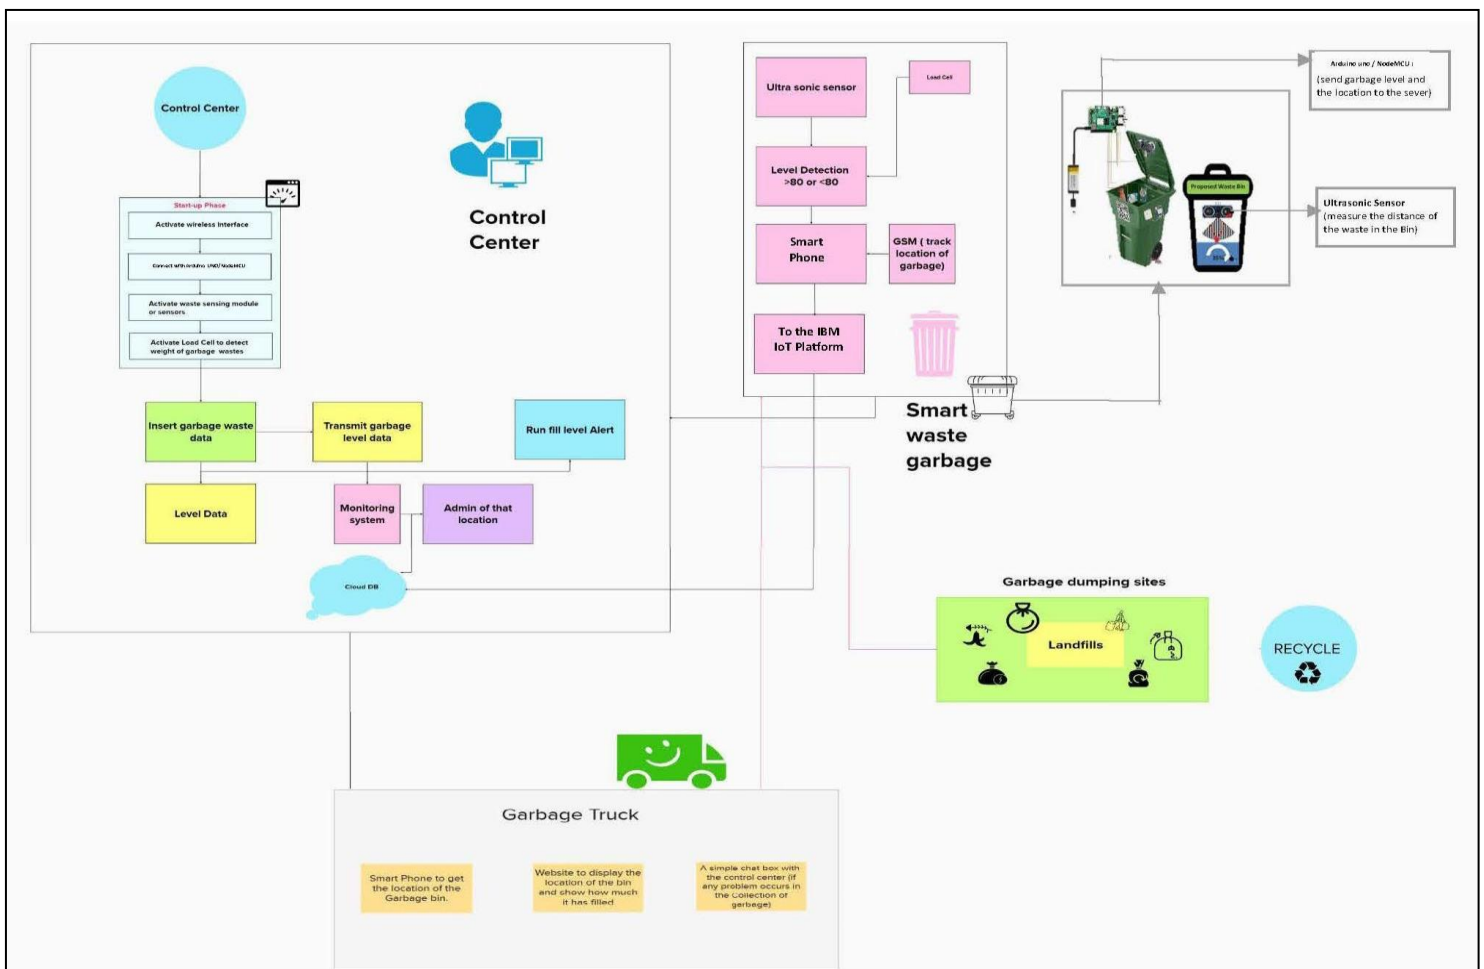 Control Center
Start-up Phase
Activate wireless Interface
Connect with Arduino UNO/NodeMCU
Activate waste sensing module
or sensors
Activate Load Cell to detect
weight of garbage wastes
Control
Center
Insert garbage waste
data
Transmit garbage
level data
Run fill level Alert
Level Data
Monitoring
system
Admin of that
location
Cloud DB
Ultra sonic sensor
Load Cell
Level Detection
>80 or <80
Smart
Phone
GSM ( track
location of
garbage)
To the IBM
IoT Platform
Smart
waste
garbage
Proposed Waste Bin
Arduino uno / NodeMCU :
(send garbage level and
the location to the sever)
Ultrasonic Sensor
(measure the distance of
the waste in the Bin)
Garbage dumping sites
Landfills
RECYCLE
Garbage Truck
Smart Phone to get
the location of the
Garbage bin.
Website to display the
location of the bin
and show how much
it has filled
A simple chat box with
the control center (if
any problem occurs in
the Collection of
garbage)